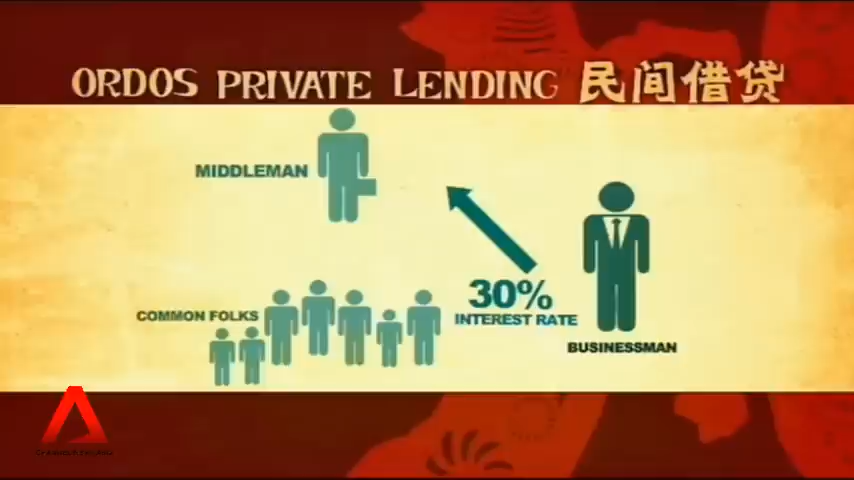 ORDOS PRIVATE LENDING 民间借贷
MIDDLEMAN
COMMON FOLKS
30%
INTEREST RATE
BUSINESSMAN